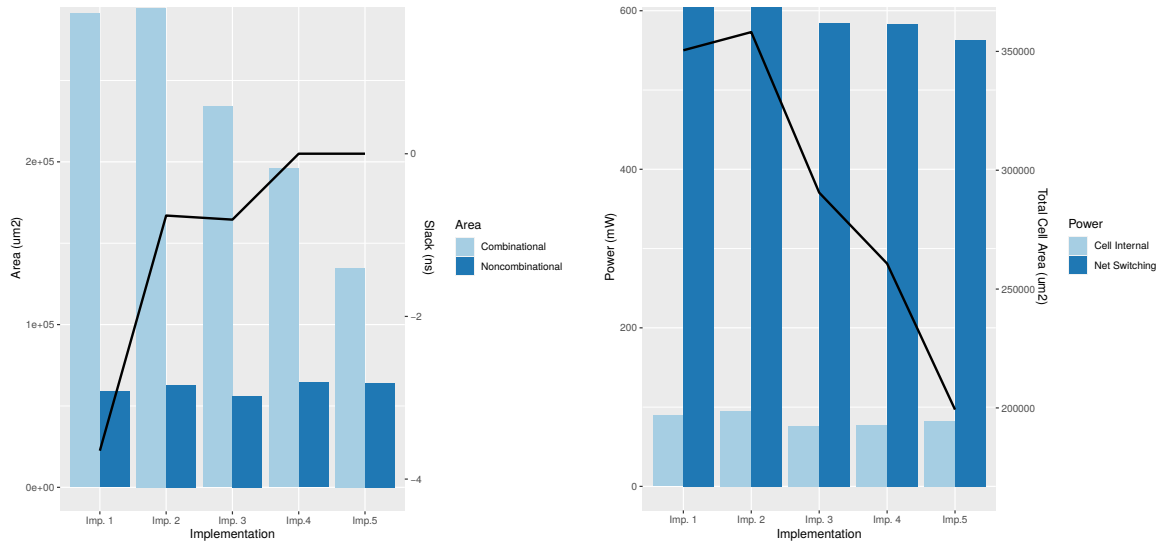 Area (um2)
2e+05
1e+05
0e+00
0
−2
−4
Slack (ns)
Area
Combinational
Noncombinational
Imp. 1 Imp. 2 Imp. 3 Imp.4 Imp.5
Implementation
Power (mW)
600
400
200
0
350000
300000
250000
200000
Total Cell Area (um2)
Power
Cell Internal
Net Switching
Imp. 1 Imp. 2 Imp. 3 Imp. 4 Imp.5
Implementation